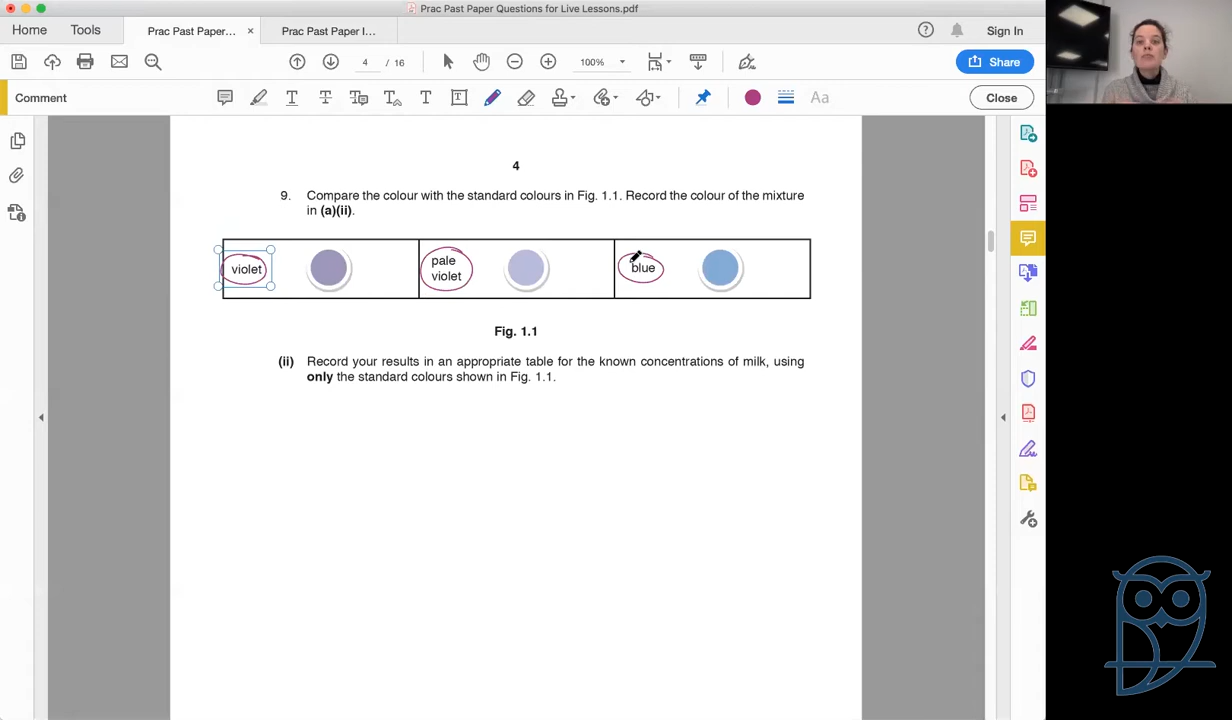 Prac Past Paper Questions for Live Lessons.pdf
Home Tools Prac Past Paper... × Prac Past Paper I... Sign In
4 / 16 100% Share
Comment Aa Close
4
9. Compare the colour with the standard colours in Fig. 1.1. Record the colour of the mixture
in (a)(ii).
violet pale violet blue
Fig. 1.1
(ii) Record your results in an appropriate table for the known concentrations of milk, using
only the standard colours shown in Fig. 1.1.